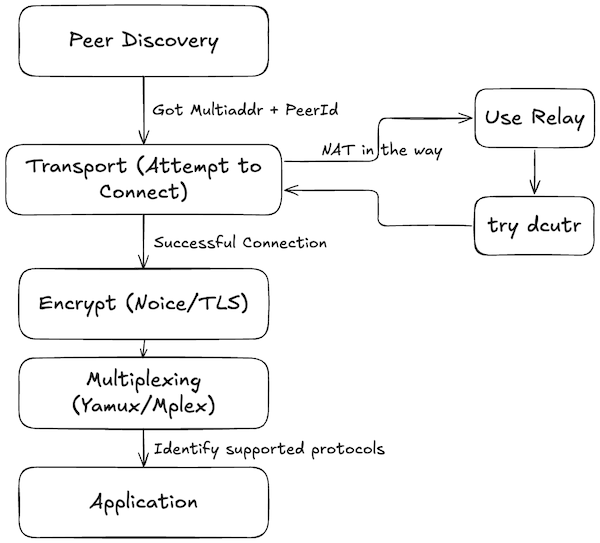 Peer Discovery
Got Multiaddr + PeerId
Use Relay
NAT in the way
Transport (Attempt to
Connect)
try dcutr
Successful Connection
Encrypt (Noice/TLS)
Multiplexing
(Yamux/Mplex)
Identify supported protocols
Application